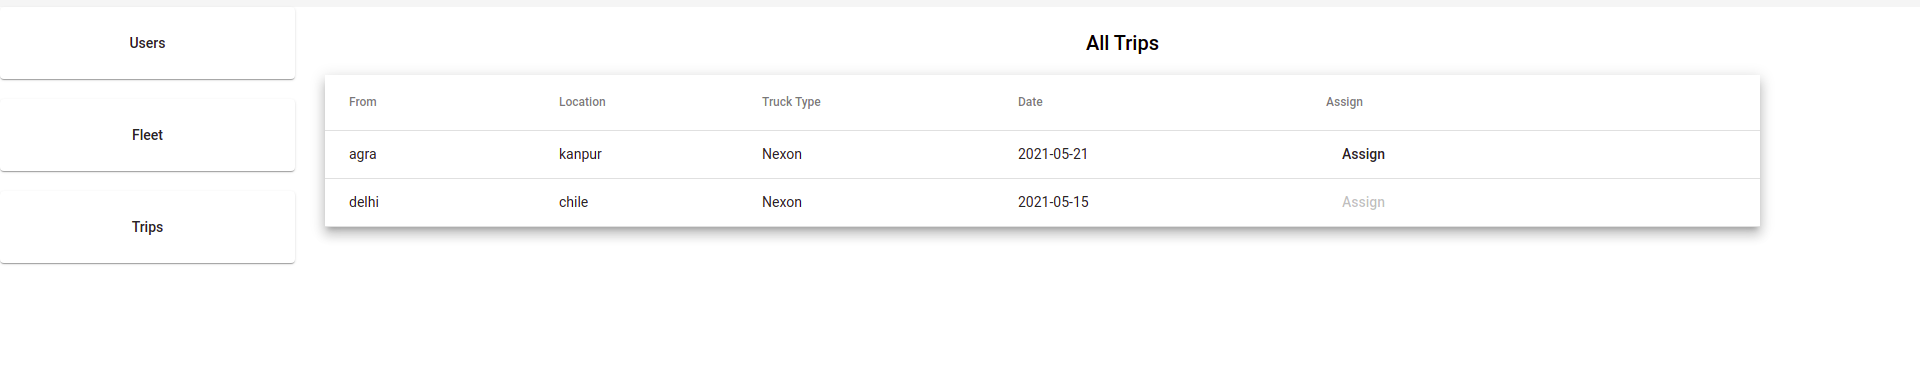 Users
Fleet
Trips
All Trips
From Location Truck Type Date Assign
agra kanpur Nexon 2021-05-21 Assign
delhi chile Nexon 2021-05-15 Assign